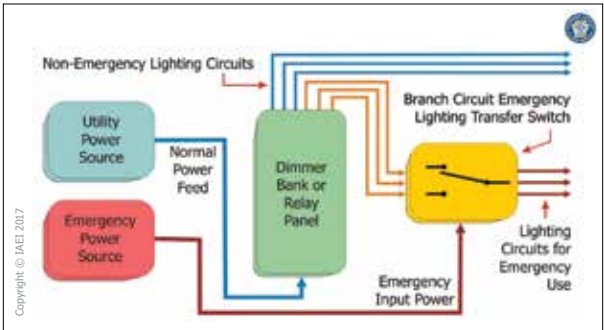 Non-Emergency Lighting Circuits
Branch Circuit Emergency
Lighting Transfer Switch
Utility
Power
Source
Normal
Power
Feed
Dimmer
Bank or
Relay
Panel
Emergency
Power
Source
Emergency
Input Power
Lighting
Circuits for
Emergency
Use
Copyright © IAEI 2017